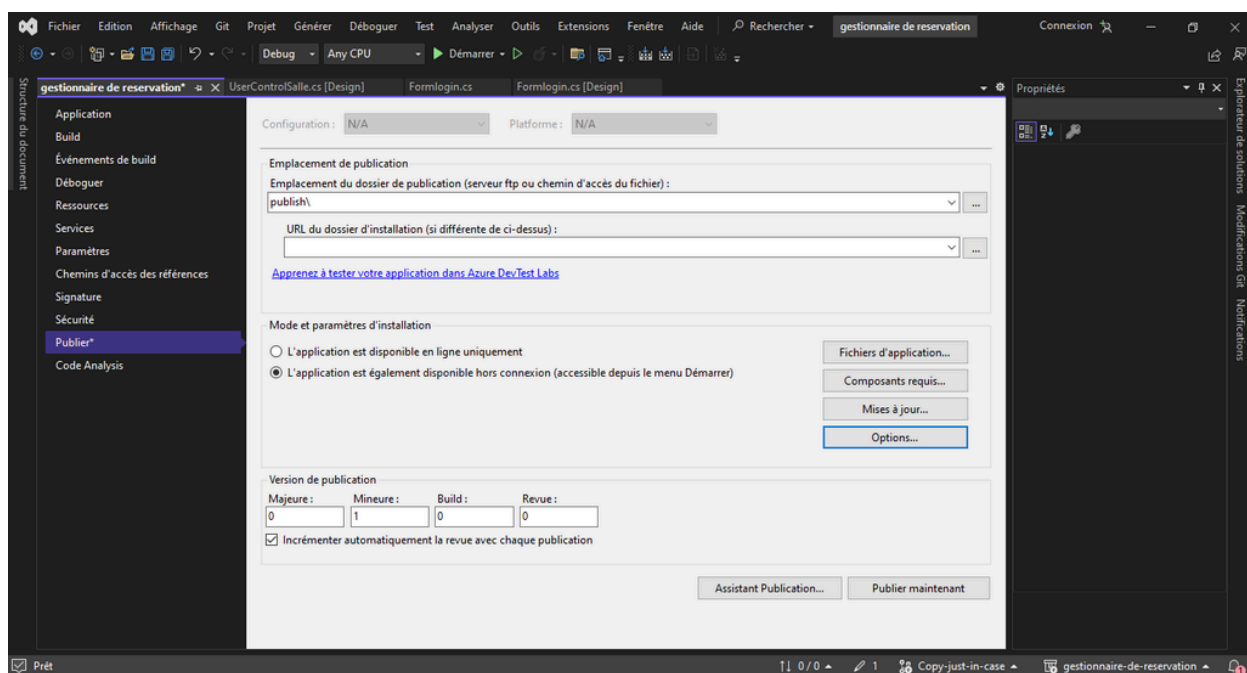 Fichier Edition Affichage Git Projet Générer Déboguer Test Analyser Outils Extensions Fenêtre Aide Rechercher gestionnaire de reservation Connexion
Debug Any CPU Démarrer
Structure du document
gestionnaire de reservation* UserControlSalle.cs [Design] Formlogin.cs Formlogin.cs [Design]
Application
Build
Événements de build
Déboguer
Ressources
Services
Paramètres
Chemins d'accès des références
Signature
Sécurité
Publier*
Code Analysis
Configuration : N/A Platforme : N/A
Emplacement de publication
Emplacement du dossier de publication (serveur ftp ou chemin d'accès du fichier) :
publish\ ...
URL du dossier d'installation (si différente de ci-dessus) :
...
Apprenez à tester votre application dans Azure DevTest Labs
Mode et paramètres d'installation
L'application est disponible en ligne uniquement
L'application est également disponible hors connexion (accessible depuis le menu Démarrer)
Fichiers d'application...
Composants requis...
Mises à jour...
Options...
Version de publication
Majeure : Mineure : Build : Revue :
0 1 0 0
Incrémenter automatiquement la revue avec chaque publication
Assistant Publication... Publier maintenant
Propriétés
Explorateur de solutions
Modifications Git
Notifications
Prêt 0 / 0 1 Copy-just-in-case gestionnaire-de-reservation 1